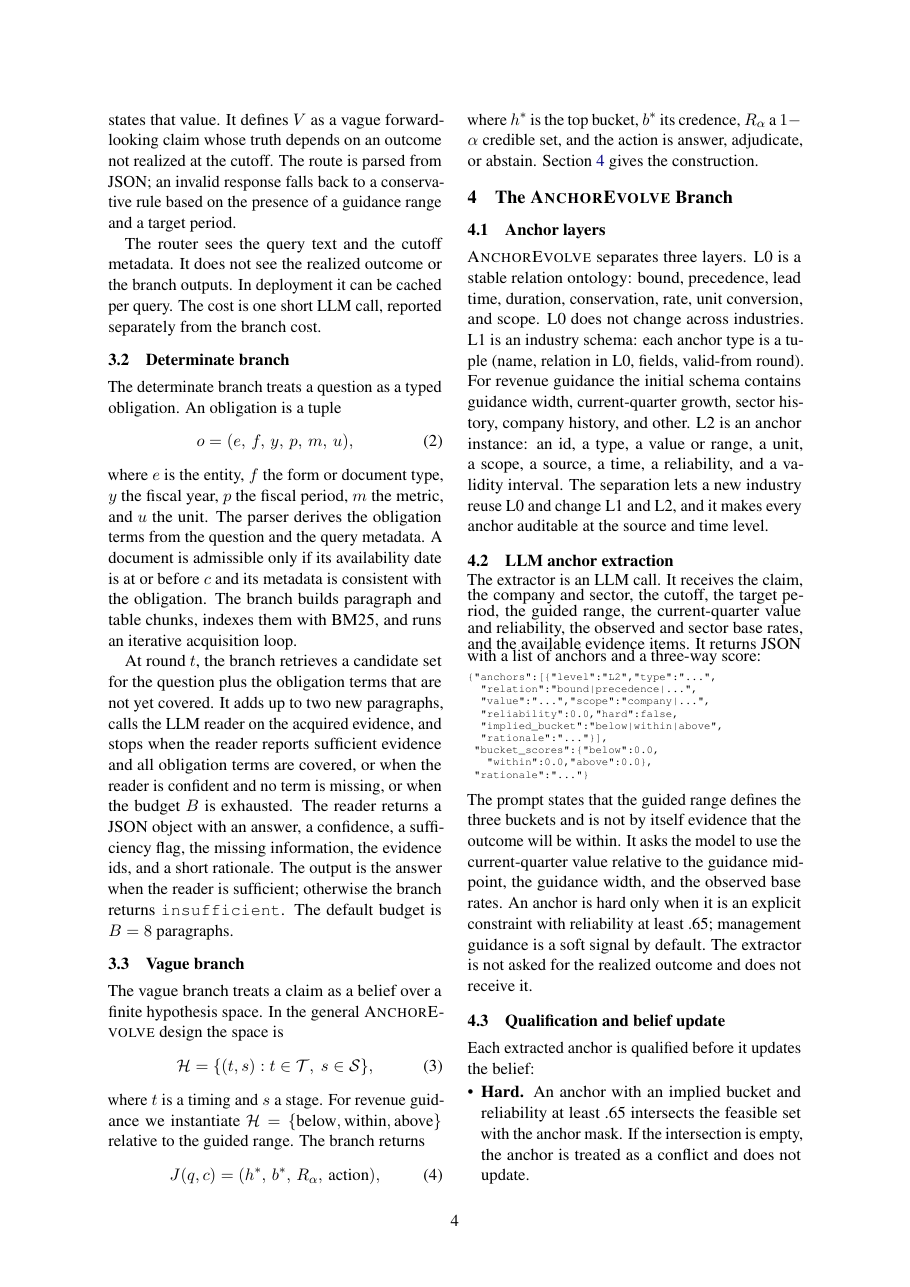 states that value. It defines V as a vague forward-
looking claim whose truth depends on an outcome
not realized at the cutoff. The route is parsed from
JSON; an invalid response falls back to a conserva-
tive rule based on the presence of a guidance range
and a target period.
The router sees the query text and the cutoff
metadata. It does not see the realized outcome or
the branch outputs. In deployment it can be cached
per query. The cost is one short LLM call, reported
separately from the branch cost.
3.2 Determinate branch
The determinate branch treats a question as a typed
obligation. An obligation is a tuple
o = (e, f, y, p, m, u), (2)
where e is the entity, f the form or document type,
y the fiscal year, p the fiscal period, m the metric,
and u the unit. The parser derives the obligation
terms from the question and the query metadata. A
document is admissible only if its availability date
is at or before c and its metadata is consistent with
the obligation. The branch builds paragraph and
table chunks, indexes them with BM25, and runs
an iterative acquisition loop.
At round t, the branch retrieves a candidate set
for the question plus the obligation terms that are
not yet covered. It adds up to two new paragraphs,
calls the LLM reader on the acquired evidence, and
stops when the reader reports sufficient evidence
and all obligation terms are covered, or when the
reader is confident and no term is missing, or when
the budget B is exhausted. The reader returns a
JSON object with an answer, a confidence, a suffi-
ciency flag, the missing information, the evidence
ids, and a short rationale. The output is the answer
when the reader is sufficient; otherwise the branch
returns insufficient. The default budget is
B = 8 paragraphs.
3.3 Vague branch
The vague branch treats a claim as a belief over a
finite hypothesis space. In the general ANCHORE-
VOLVE design the space is
H = {(t, s) : t ∈ T, s ∈ S}, (3)
where t is a timing and s a stage. For revenue guid-
ance we instantiate H = {below, within, above}
relative to the guided range. The branch returns
J(q, c) = (h*, b*, Rα, action), (4)
where h* is the top bucket, b* its credence, Rα a 1−
α credible set, and the action is answer, adjudicate,
or abstain. Section 4 gives the construction.
4 The ANCHOREVOLVE Branch
4.1 Anchor layers
ANCHOREVOLVE separates three layers. L0 is a
stable relation ontology: bound, precedence, lead
time, duration, conservation, rate, unit conversion,
and scope. L0 does not change across industries.
L1 is an industry schema: each anchor type is a tu-
ple (name, relation in L0, fields, valid-from round).
For revenue guidance the initial schema contains
guidance width, current-quarter growth, sector his-
tory, company history, and other. L2 is an anchor
instance: an id, a type, a value or range, a unit,
a scope, a source, a time, a reliability, and a va-
lidity interval. The separation lets a new industry
reuse L0 and change L1 and L2, and it makes every
anchor auditable at the source and time level.
4.2 LLM anchor extraction
The extractor is an LLM call. It receives the claim,
the company and sector, the cutoff, the target pe-
riod, the guided range, the current-quarter value
and reliability, the observed and sector base rates,
and the available evidence items. It returns JSON
with a list of anchors and a three-way score:
{"anchors":[{"level":"L2","type":"...",
"relation":"bound|precedence|...",
"value":"...","scope":"company|...",
"reliability":0.0,"hard":false,
"implied_bucket":"below|within|above",
"rationale":"..."}],
"bucket_scores":{"below":0.0,
"within":0.0,"above":0.0},
"rationale":"..."}
The prompt states that the guided range defines the
three buckets and is not by itself evidence that the
outcome will be within. It asks the model to use the
current-quarter value relative to the guidance mid-
point, the guidance width, and the observed base
rates. An anchor is hard only when it is an explicit
constraint with reliability at least .65; management
guidance is a soft signal by default. The extractor
is not asked for the realized outcome and does not
receive it.
4.3 Qualification and belief update
Each extracted anchor is qualified before it updates
the belief:
• Hard. An anchor with an implied bucket and
reliability at least .65 intersects the feasible set
with the anchor mask. If the intersection is empty,
the anchor is treated as a conflict and does not
update.
4